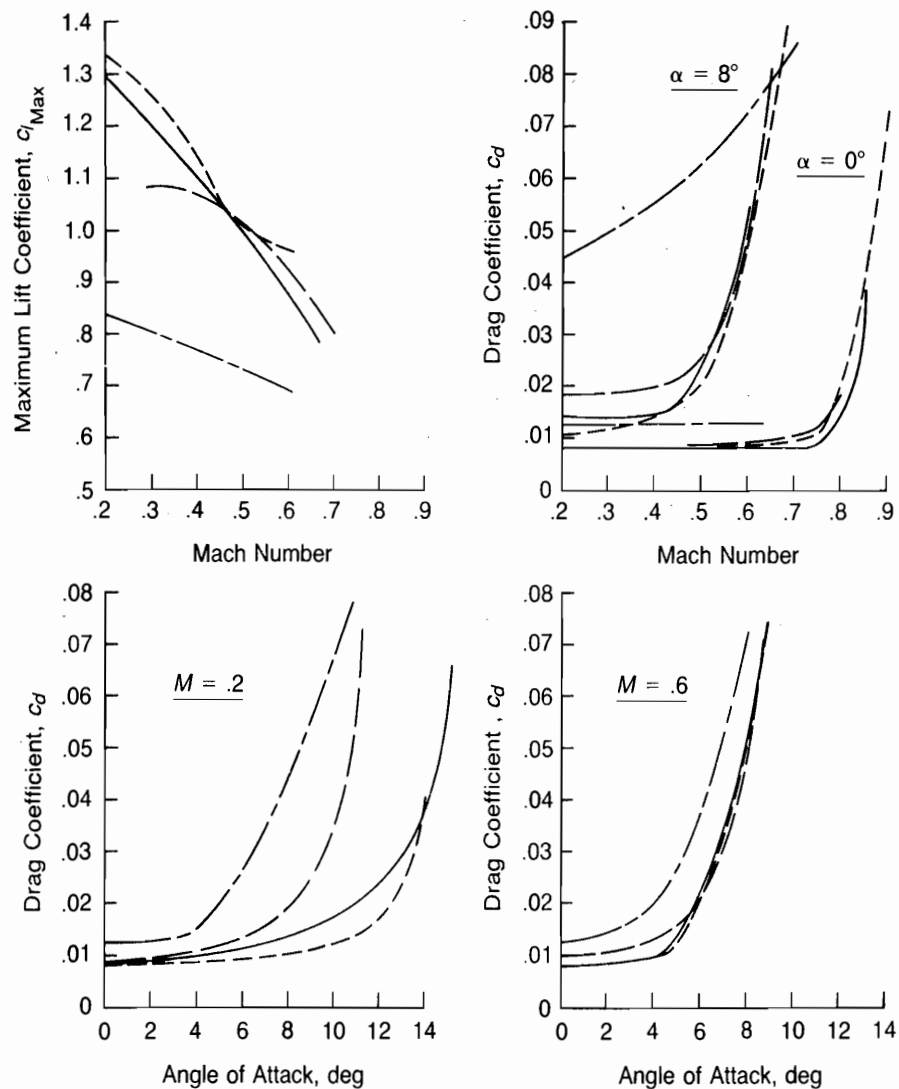 Maximum Lift Coefficient, c_l Max
1.4
1.3
1.2
1.1
1.0
.9
.8
.7
.6
.5
.2 .3 .4 .5 .6 .7 .8 .9
Mach Number
Drag Coefficient, c_d
.09
.08
.07
.06
.05
.04
.03
.02
.01
0
α = 8°
α = 0°
.2 .3 .4 .5 .6 .7 .8 .9
Mach Number
Drag Coefficient, c_d
.08
.07
.06
.05
.04
.03
.02
.01
0
M = .2
0 2 4 6 8 10 12 14
Angle of Attack, deg
Drag Coefficient , c_d
.08
.07
.06
.05
.04
.03
.02
.01
0
M = .6
0 2 4 6 8 10 12 14
Angle of Attack, deg